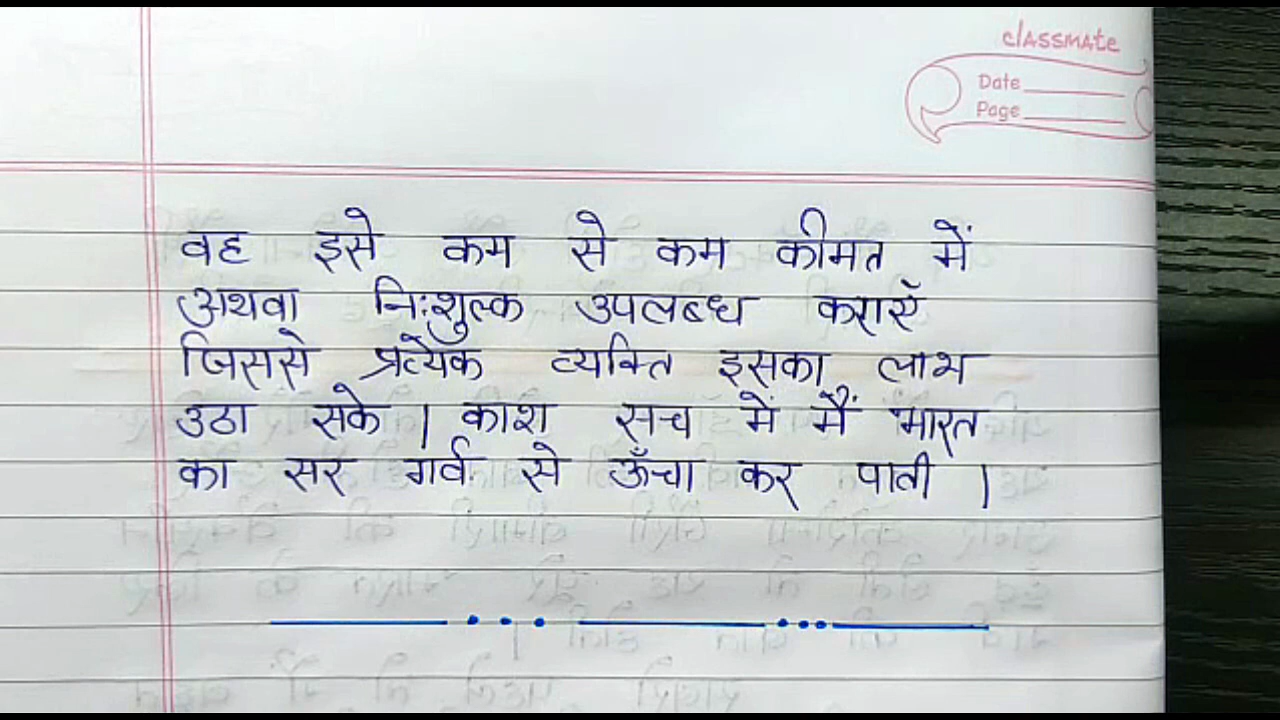 classmate
Date
Page
वह इसे कम से कम कीमत में
अथवा नि:शुल्क उपलब्ध कराएँ
जिससे प्रत्येक व्यक्ति इसका लाभ
उठा सके। काश सच में मैं भारत
का सर गर्व से ऊँचा कर पाती।